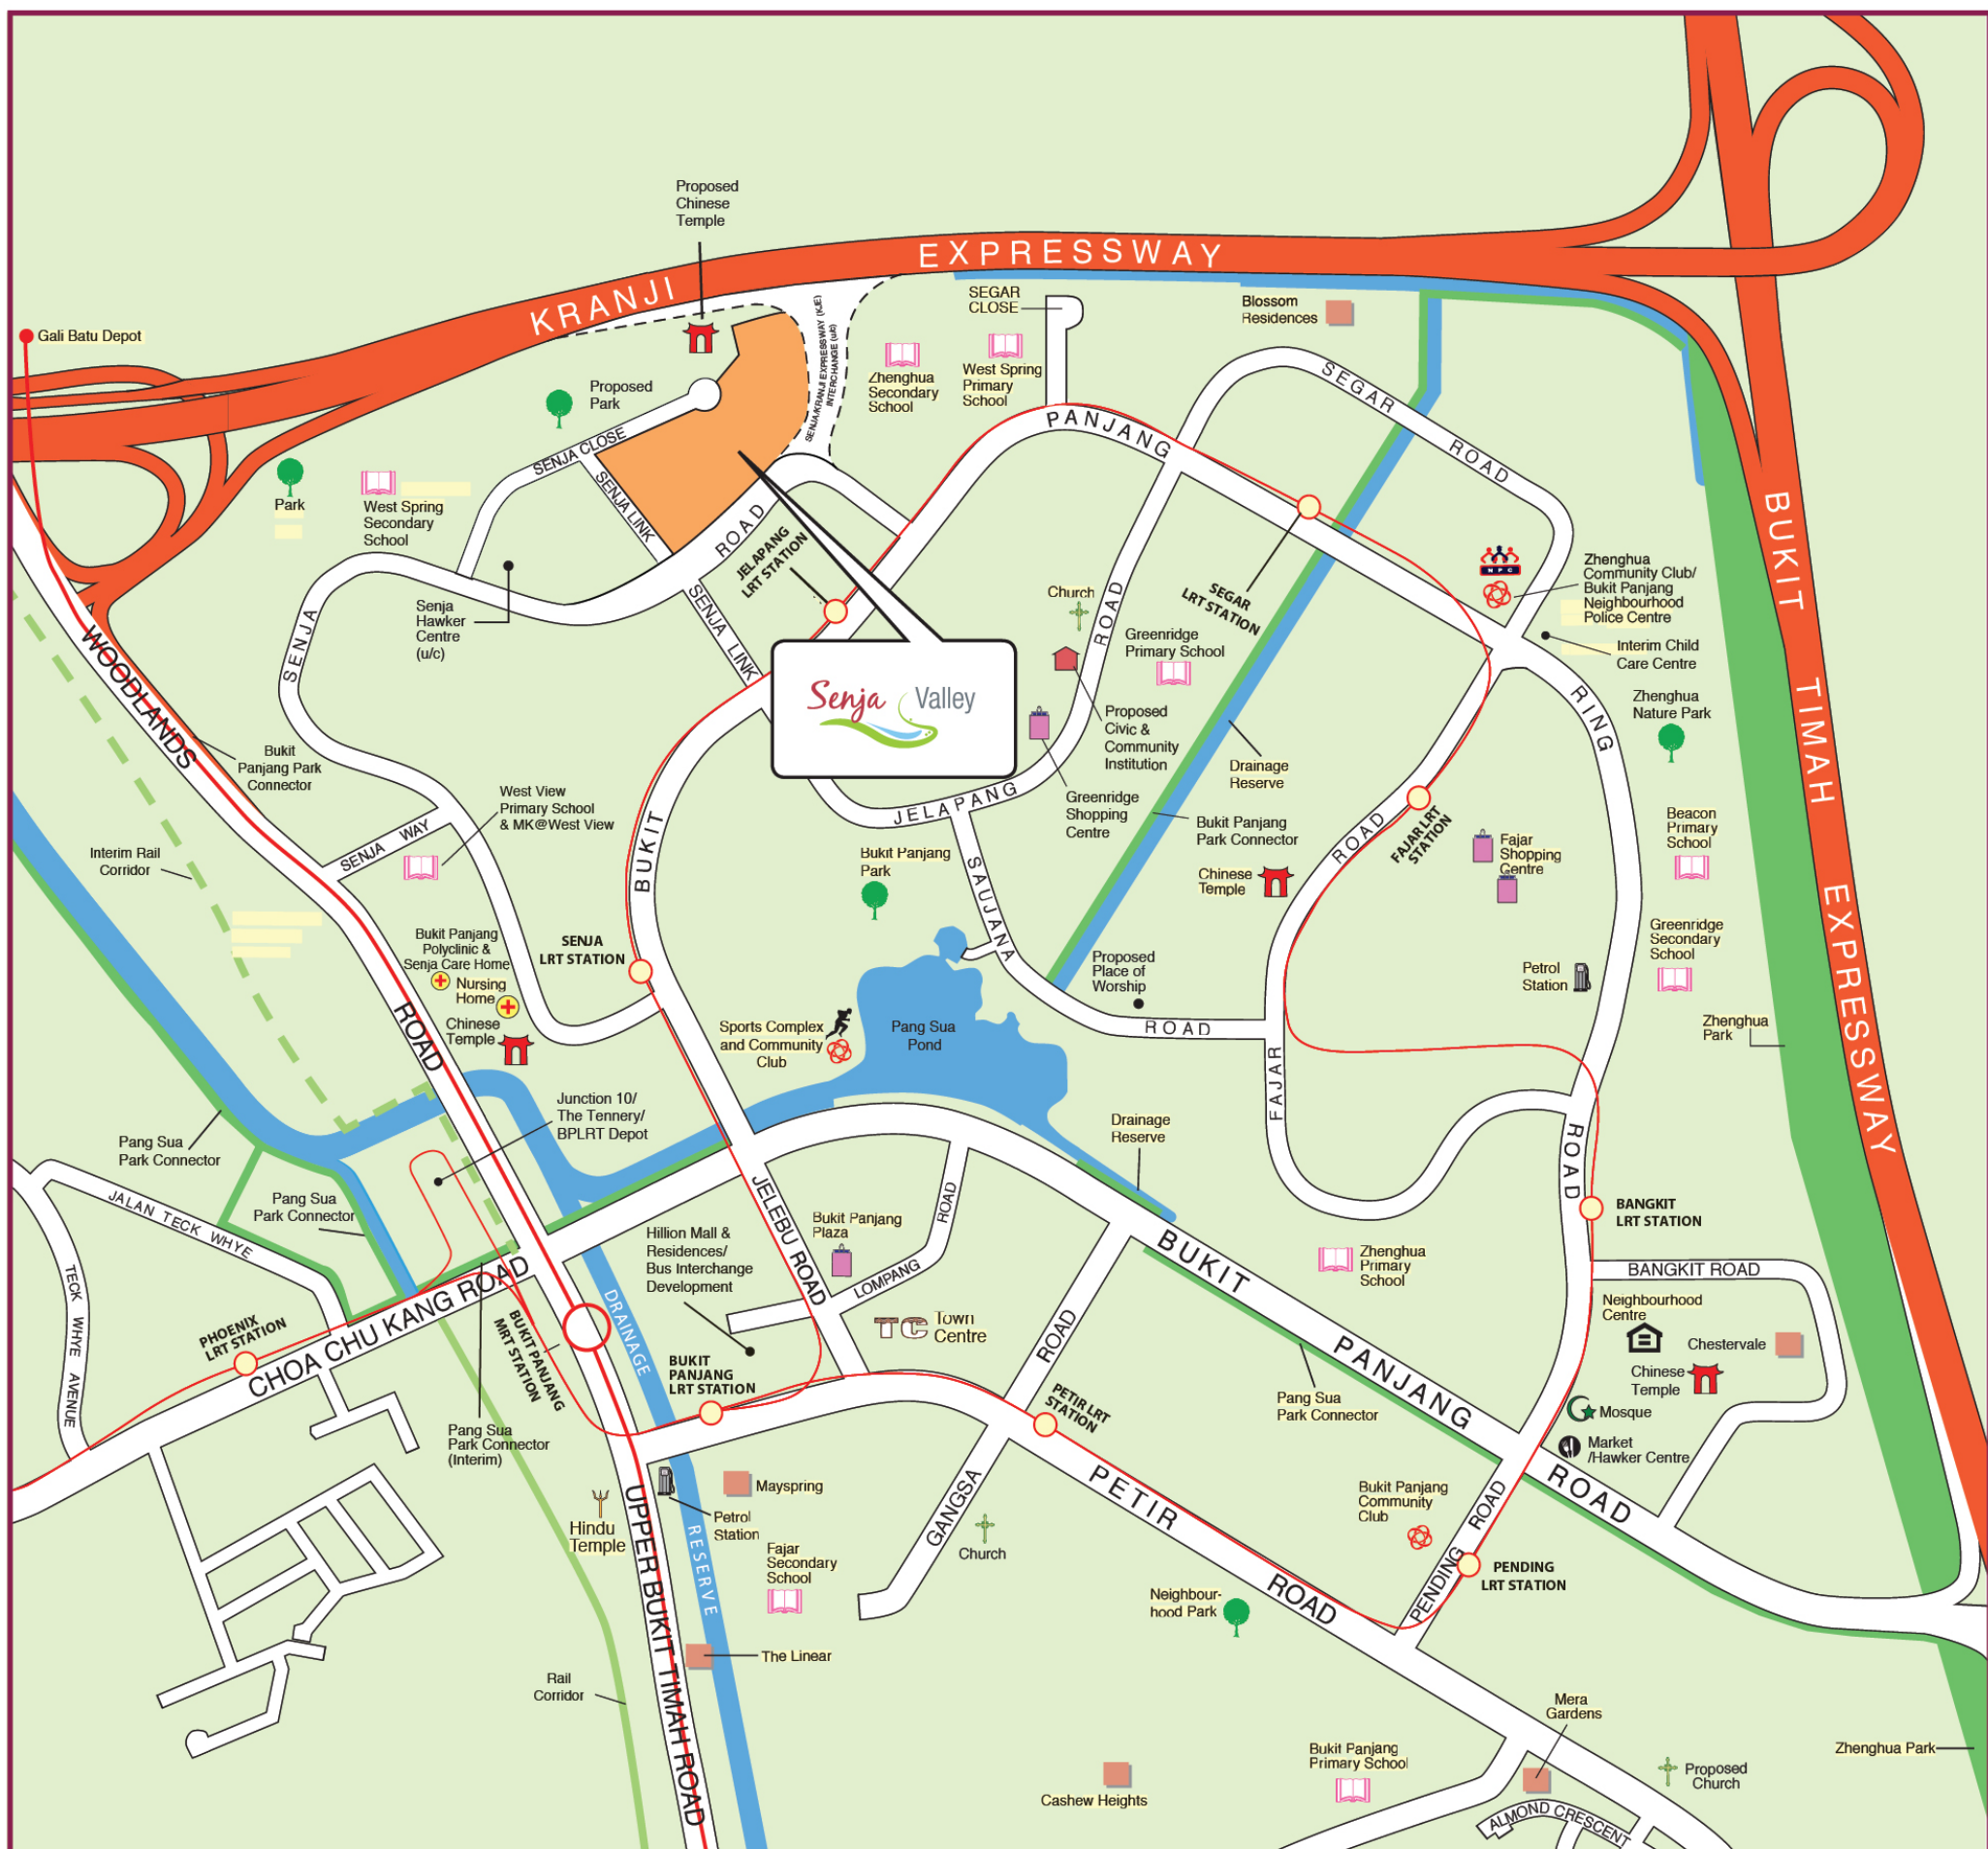 Proposed
Chinese
Temple
KRANJI
EXPRESSWAY
SEGAR
CLOSE
Blossom
Residences
Gali Batu Depot
SENJA/KRANJI EXPRESSWAY (KJE)
INTERCHANGE (u/c)
Zhenghua
Secondary
School
West Spring
Primary
School
Proposed
Park
SENJA CLOSE
SENJA LINK
PANJANG
SEGAR
ROAD
Park
West Spring
Secondary
School
ROAD
JELAPANG
LRT STATION
BUKIT
TIMAH
EXPRESSWAY
Senja
Hawker
Centre
(u/c)
SENJA
SENJA LINK
Church
ROAD
SEGAR
LRT STATION
Greenridge
Primary School
Zhenghua
Community Club/
Bukit Panjang
Neighbourhood
Police Centre
NPC
Interim Child
Care Centre
Zhenghua
Nature Park
RING
WOODLANDS
Senja Valley
Proposed
Civic &
Community
Institution
Bukit
Panjang Park
Connector
Drainage
Reserve
West View
Primary School
& MK@West View
JELAPANG
Greenridge
Shopping
Centre
Bukit Panjang
Park Connector
FAJAR LRT
STATION
ROAD
Fajar
Shopping
Centre
Beacon
Primary
School
SENJA WAY
Interim Rail
Corridor
BUKIT
Bukit Panjang
Park
SAUJANA
Chinese
Temple
Bukit Panjang
Polyclinic &
Senja Care Home
Nursing
Home
Chinese
Temple
SENJA
LRT STATION
Proposed
Place of
Worship
Petrol
Station
Greenridge
Secondary
School
ROAD
Sports Complex
and Community
Club
Pang Sua
Pond
ROAD
Zhenghua
Park
FAJAR
Junction 10/
The Tennery/
BPLRT Depot
Pang Sua
Park Connector
Drainage
Reserve
ROAD
JALAN TECK WHYE
Pang Sua
Park Connector
JELEBU ROAD
ROAD
Bukit Panjang
Plaza
Hillion Mall &
Residences/
Bus Interchange
Development
LOMPANG
BUKIT
PANJANG
ROAD
Zhenghua
Primary
School
BANGKIT
LRT STATION
BANGKIT ROAD
Neighbourhood
Centre
Chestervale
Chinese
Temple
Mosque
Market
/Hawker Centre
TECK WHYE AVENUE
PHOENIX
LRT STATION
CHOA CHU KANG ROAD
BUKIT PANJANG
MRT STATION
DRAINAGE
RESERVE
BUKIT
PANJANG
LRT STATION
TC
Town
Centre
ROAD
PETIR LRT
STATION
Pang Sua
Park Connector
Pang Sua
Park Connector
(Interim)
Mayspring
Petrol
Station
Hindu
Temple
Fajar
Secondary
School
GANGSA
Church
PETIR
ROAD
Bukit Panjang
Community
Club
PENDING ROAD
PENDING
LRT STATION
Neighbour-
hood Park
UPPER BUKIT TIMAH ROAD
The Linear
Rail
Corridor
Mera
Gardens
Bukit Panjang
Primary School
Cashew Heights
Proposed
Church
Zhenghua Park
ALMOND CRESCENT